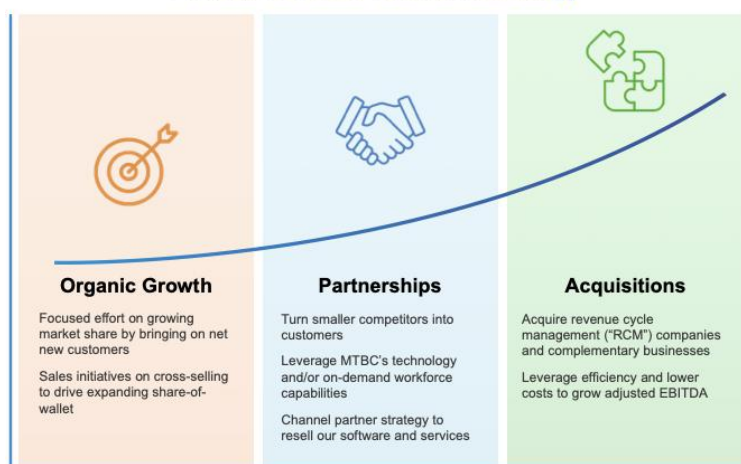 Organic Growth
Focused effort on growing
market share by bringing on net
new customers
Sales initiatives on cross-selling
to drive expanding share-of-
wallet
Partnerships
Turn smaller competitors into
customers
Leverage MTBC's technology
and/or on-demand workforce
capabilities
Channel partner strategy to
resell our software and services
Acquisitions
Acquire revenue cycle
management (“RCM”) companies
and complementary businesses
Leverage efficiency and lower
costs to grow adjusted EBITDA